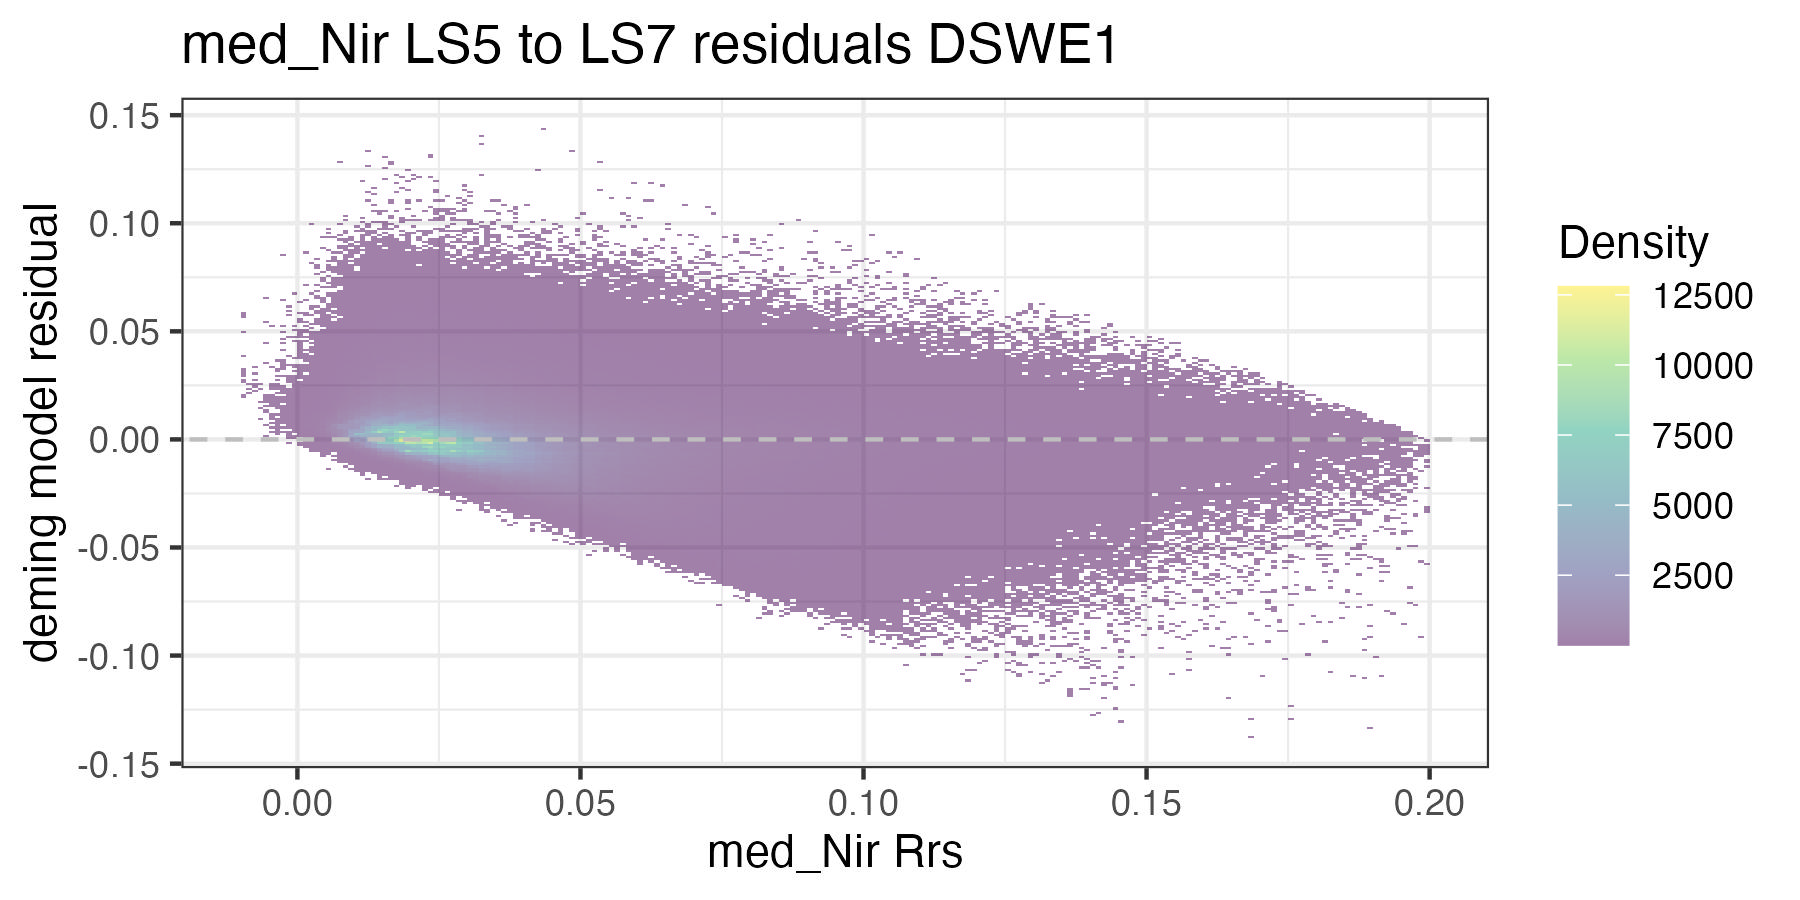 med_Nir LS5 to LS7 residuals DSWE1
deming model residual
0.15
0.10
0.05
0.00
-0.05
-0.10
-0.15
0.00 0.05 0.10 0.15 0.20
med_Nir Rrs
Density
12500
10000
7500
5000
2500